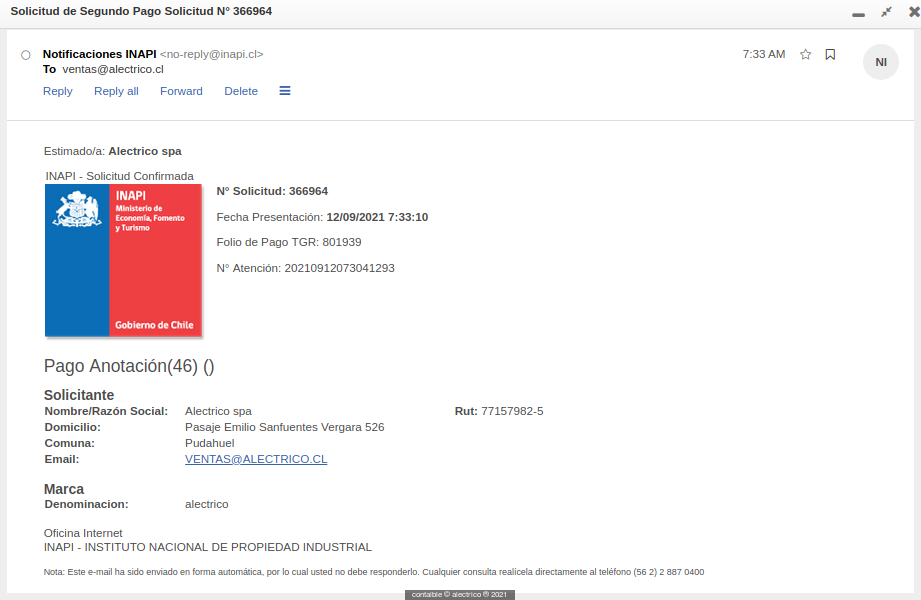 Solicitud de Segundo Pago Solicitud N° 366964
Notificaciones INAPI <no-reply@inapi.cl>
7:33 AM
NI
To ventas@alectrico.cl
Reply Reply all Forward Delete
Estimado/a: Alectrico spa
INAPI - Solicitud Confirmada
INAPI
Ministerio de
Economía, Fomento
y Turismo
Gobierno de Chile
N° Solicitud: 366964
Fecha Presentación: 12/09/2021 7:33:10
Folio de Pago TGR: 801939
N° Atención: 20210912073041293
Pago Anotación(46) ()
Solicitante
Nombre/Razón Social: Alectrico spa Rut: 77157982-5
Domicilio: Pasaje Emilio Sanfuentes Vergara 526
Comuna: Pudahuel
Email: VENTAS@ALECTRICO.CL
Marca
Denominacion: alectrico
Oficina Internet
INAPI - INSTITUTO NACIONAL DE PROPIEDAD INDUSTRIAL
Nota: Este e-mail ha sido enviado en forma automática, por lo cual usted no debe responderlo. Cualquier consulta realícela directamente al teléfono (56 2) 2 887 0400
contaible © alectrico ® 2021